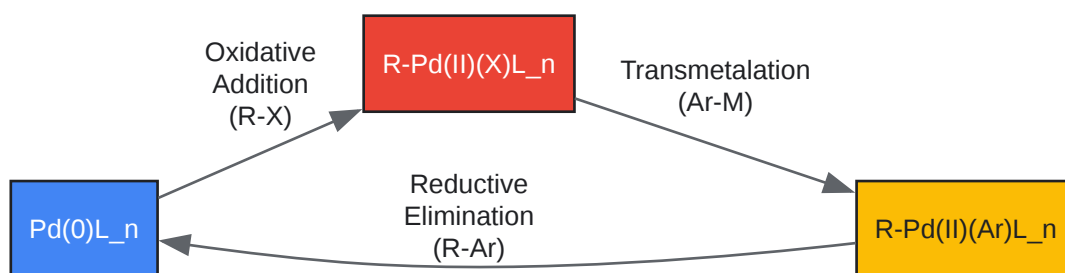 Oxidative
Addition
(R-X)
R-Pd(II)(X)L_n
Transmetalation
(Ar-M)
Pd(0)L_n
Reductive
Elimination
(R-Ar)
R-Pd(II)(Ar)L_n